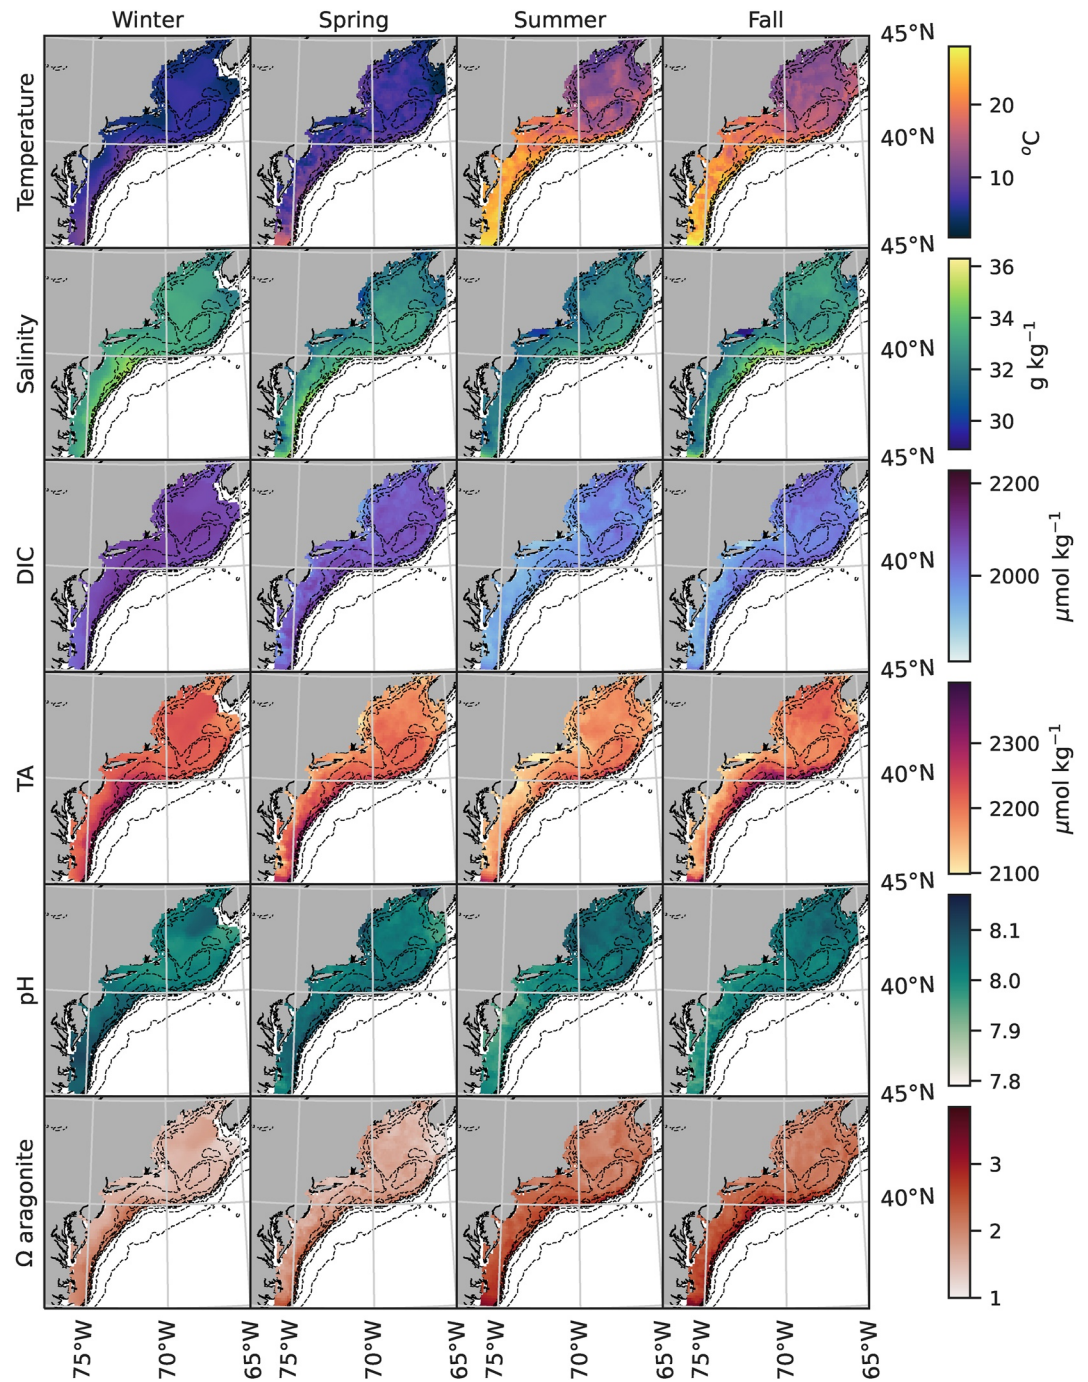 Winter Spring Summer Fall
45°N
Temperature
20
10
°C
40°N
45°N
Salinity
36
34
32
30
g kg⁻¹
40°N
45°N
DIC
2200
2000
μmol kg⁻¹
40°N
45°N
TA
2300
2200
2100
μmol kg⁻¹
40°N
45°N
pH
8.1
8.0
7.9
7.8
40°N
45°N
Ω aragonite
3
2
1
40°N
75°W 70°W 65°W 75°W 70°W 65°W 75°W 70°W 65°W 75°W 70°W 65°W